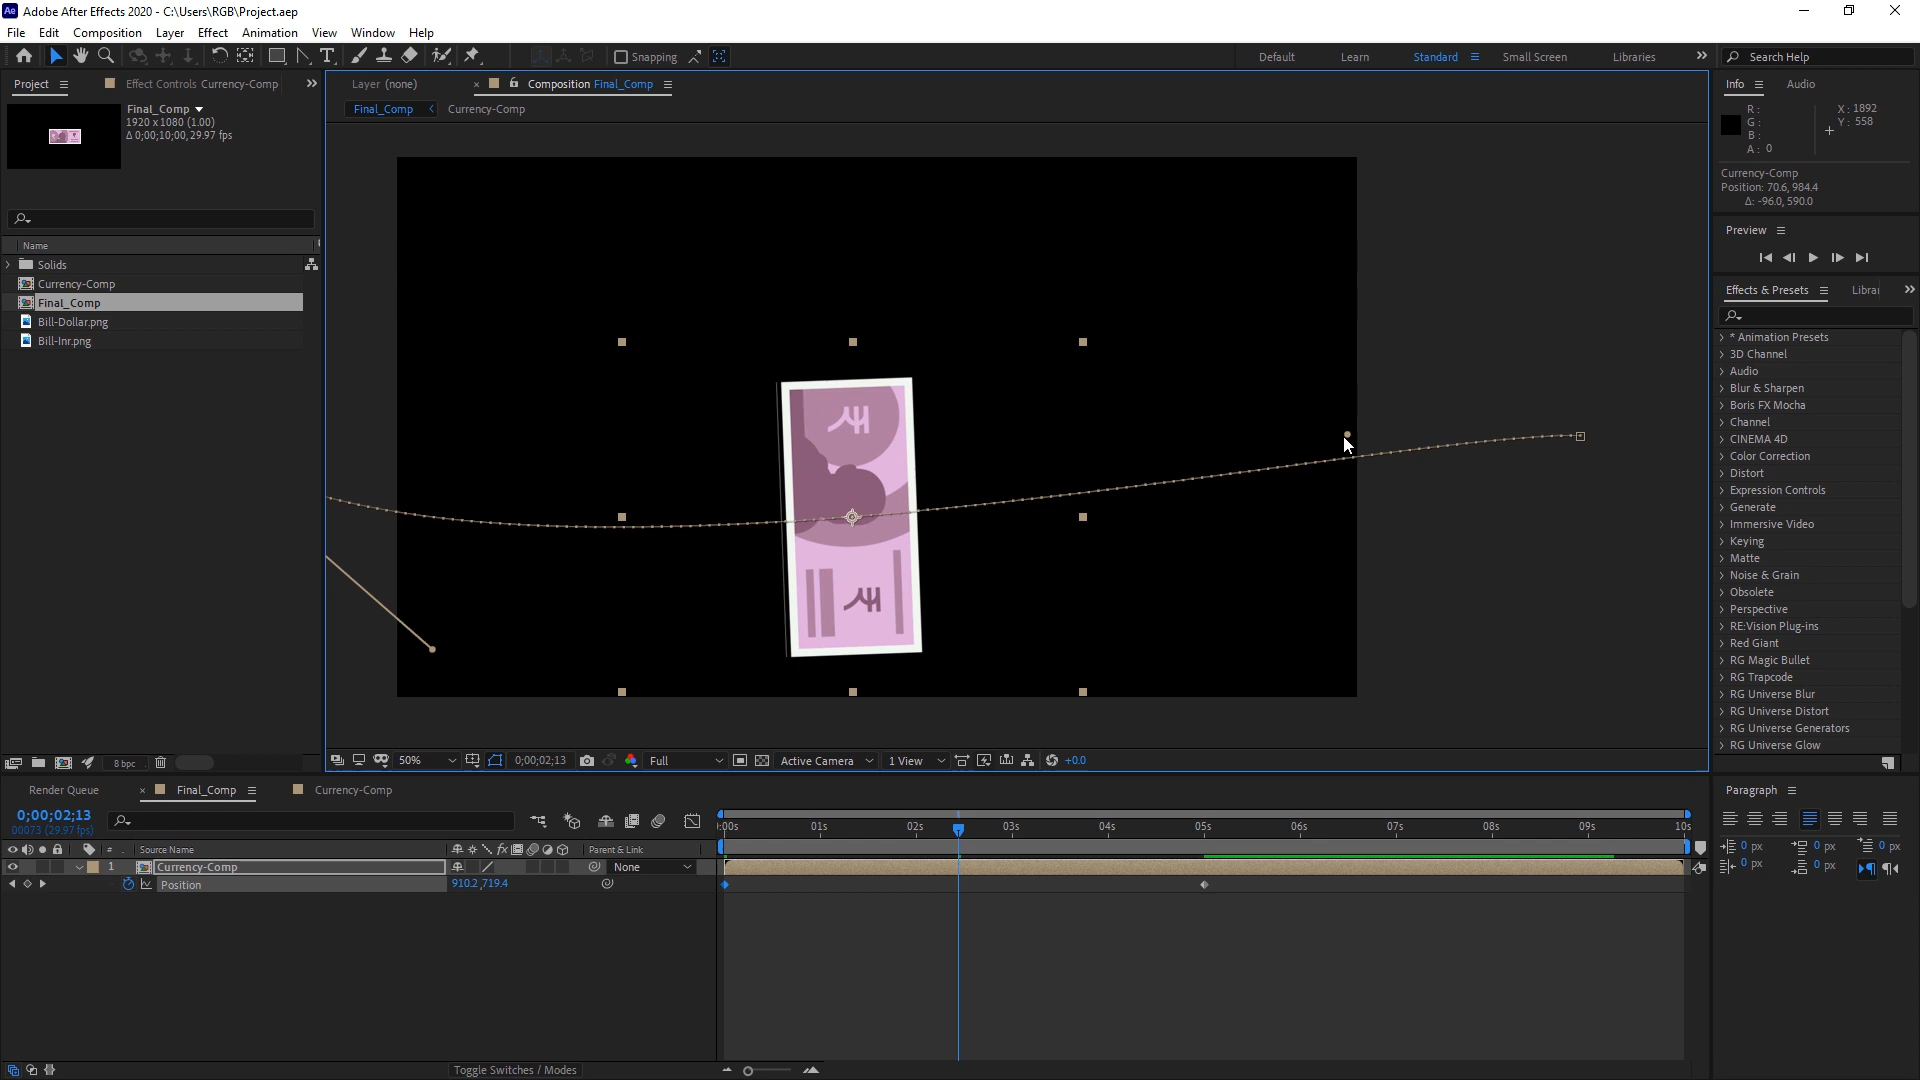 Adobe After Effects 2020 - C:\Users\RGB\Project.aep
File Edit Composition Layer Effect Animation View Window Help
Snapping
Default Learn Standard Small Screen Libraries
Search Help
Project Effect Controls Currency-Comp
Final_Comp
1920 x 1080 (1.00)
Δ 0;00;10;00, 29.97 fps
Name
Solids
Currency-Comp
Final_Comp
Bill-Dollar.png
Bill-Inr.png
8 bpc
Layer (none)
Composition Final_Comp
Final_Comp Currency-Comp
새
새
50% 0;00;02;13 Full Active Camera 1 View +0.0
Info Audio
R: X: 1892
G: Y: 558
B:
A: 0
Currency-Comp
Position: 70.6, 984.4
Δ: -96.0, 590.0
Preview
Effects & Presets Librar
* Animation Presets
3D Channel
Audio
Blur & Sharpen
Boris FX Mocha
Channel
CINEMA 4D
Color Correction
Distort
Expression Controls
Generate
Immersive Video
Keying
Matte
Noise & Grain
Obsolete
Perspective
RE:Vision Plug-ins
Red Giant
RG Magic Bullet
RG Trapcode
RG Universe Blur
RG Universe Distort
RG Universe Generators
RG Universe Glow
Render Queue Final_Comp Currency-Comp
0;00;02;13
00073 (29.97 fps)
:00s 01s 02s 03s 04s 05s 06s 07s 08s 09s 10s
# Source Name fx Parent & Link
1 Currency-Comp None
Position 910.2,719.4
Toggle Switches / Modes
Paragraph
0 px 0 px 0 px
0 px 0 px